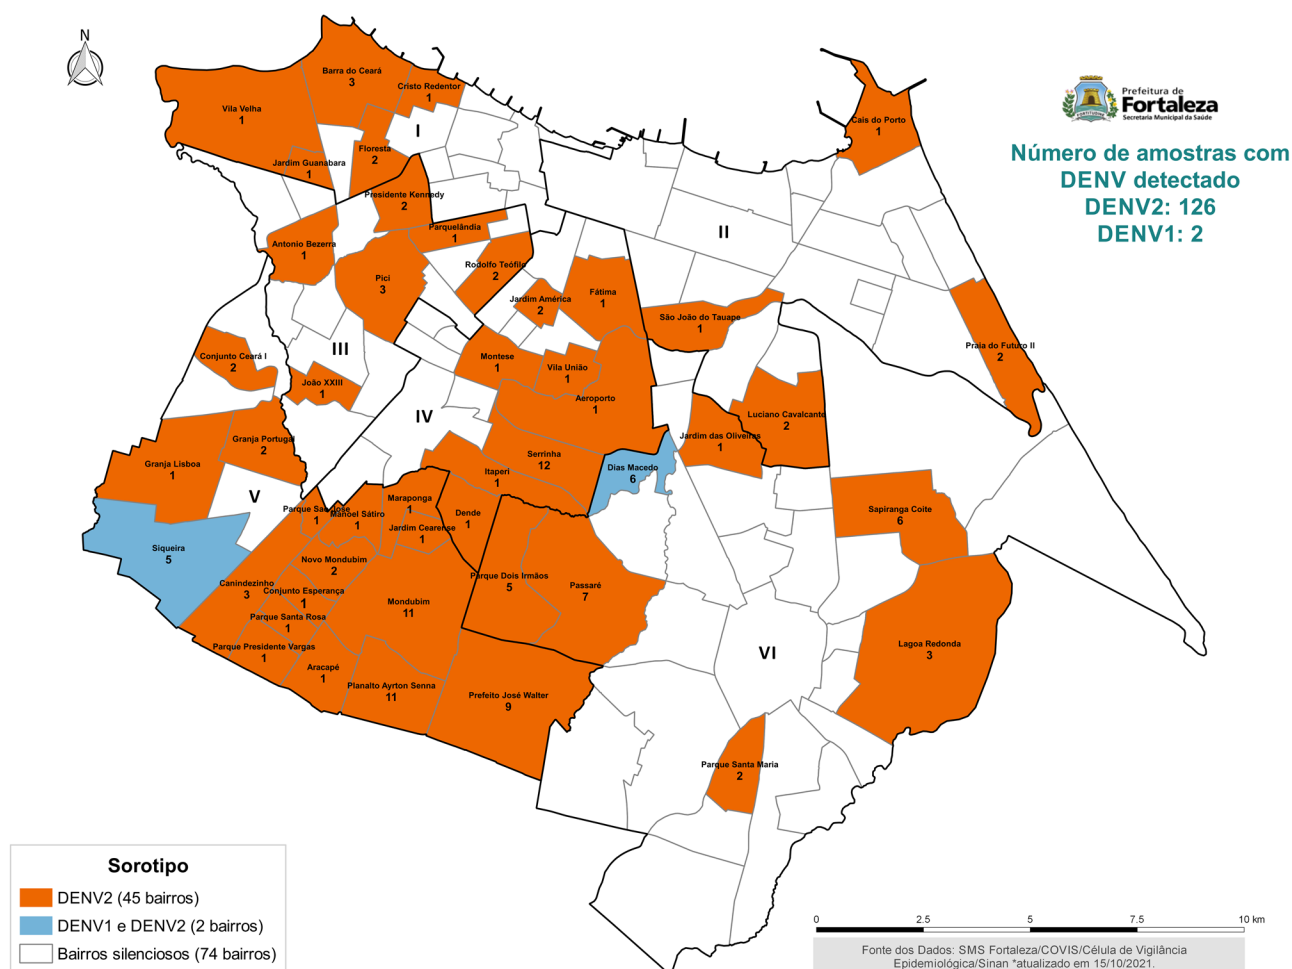 N
Prefeitura de
Fortaleza
Secretaria Municipal da Saúde
FORTITUDINE
Número de amostras com
DENV detectado
DENV2: 126
DENV1: 2
Barra do Ceará
3
Cristo Redentor
1
Vila Velha
1
I
Floresta
2
Jardim Guanabara
1
Cais do Porto
1
Presidente Kennedy
2
Parquelândia
1
II
Antonio Bezerra
1
Pici
3
Rodolfo Teófilo
2
Jardim América
2
Fátima
1
São João do Tauape
1
Praia do Futuro II
2
III
Conjunto Ceará I
2
João XXIII
1
Montese
1
Vila União
1
Aeroporto
1
IV
Luciano Cavalcante
2
Jardim das Oliveiras
1
Granja Portugal
2
Granja Lisboa
1
V
Serrinha
12
Itaperi
1
Dias Macedo
6
Parque São José
1
Manoel Sátiro
1
Maraponga
1
Jardim Cearense
1
Dende
1
Sapiranga Coite
6
Siqueira
5
Novo Mondubim
2
Canindezinho
3
Conjunto Esperança
1
Parque Santa Rosa
1
Mondubim
11
Parque Dois Irmãos
5
Passaré
7
Parque Presidente Vargas
1
Aracapé
1
Planalto Ayrton Senna
11
Prefeito José Walter
9
VI
Lagoa Redonda
3
Parque Santa Maria
2
Sorotipo
DENV2 (45 bairros)
DENV1 e DENV2 (2 bairros)
Bairros silenciosos (74 bairros)
0 2.5 5 7.5 10 km
Fonte dos Dados: SMS Fortaleza/COVIS/Célula de Vigilância
Epidemiológica/Sinan *atualizado em 15/10/2021.